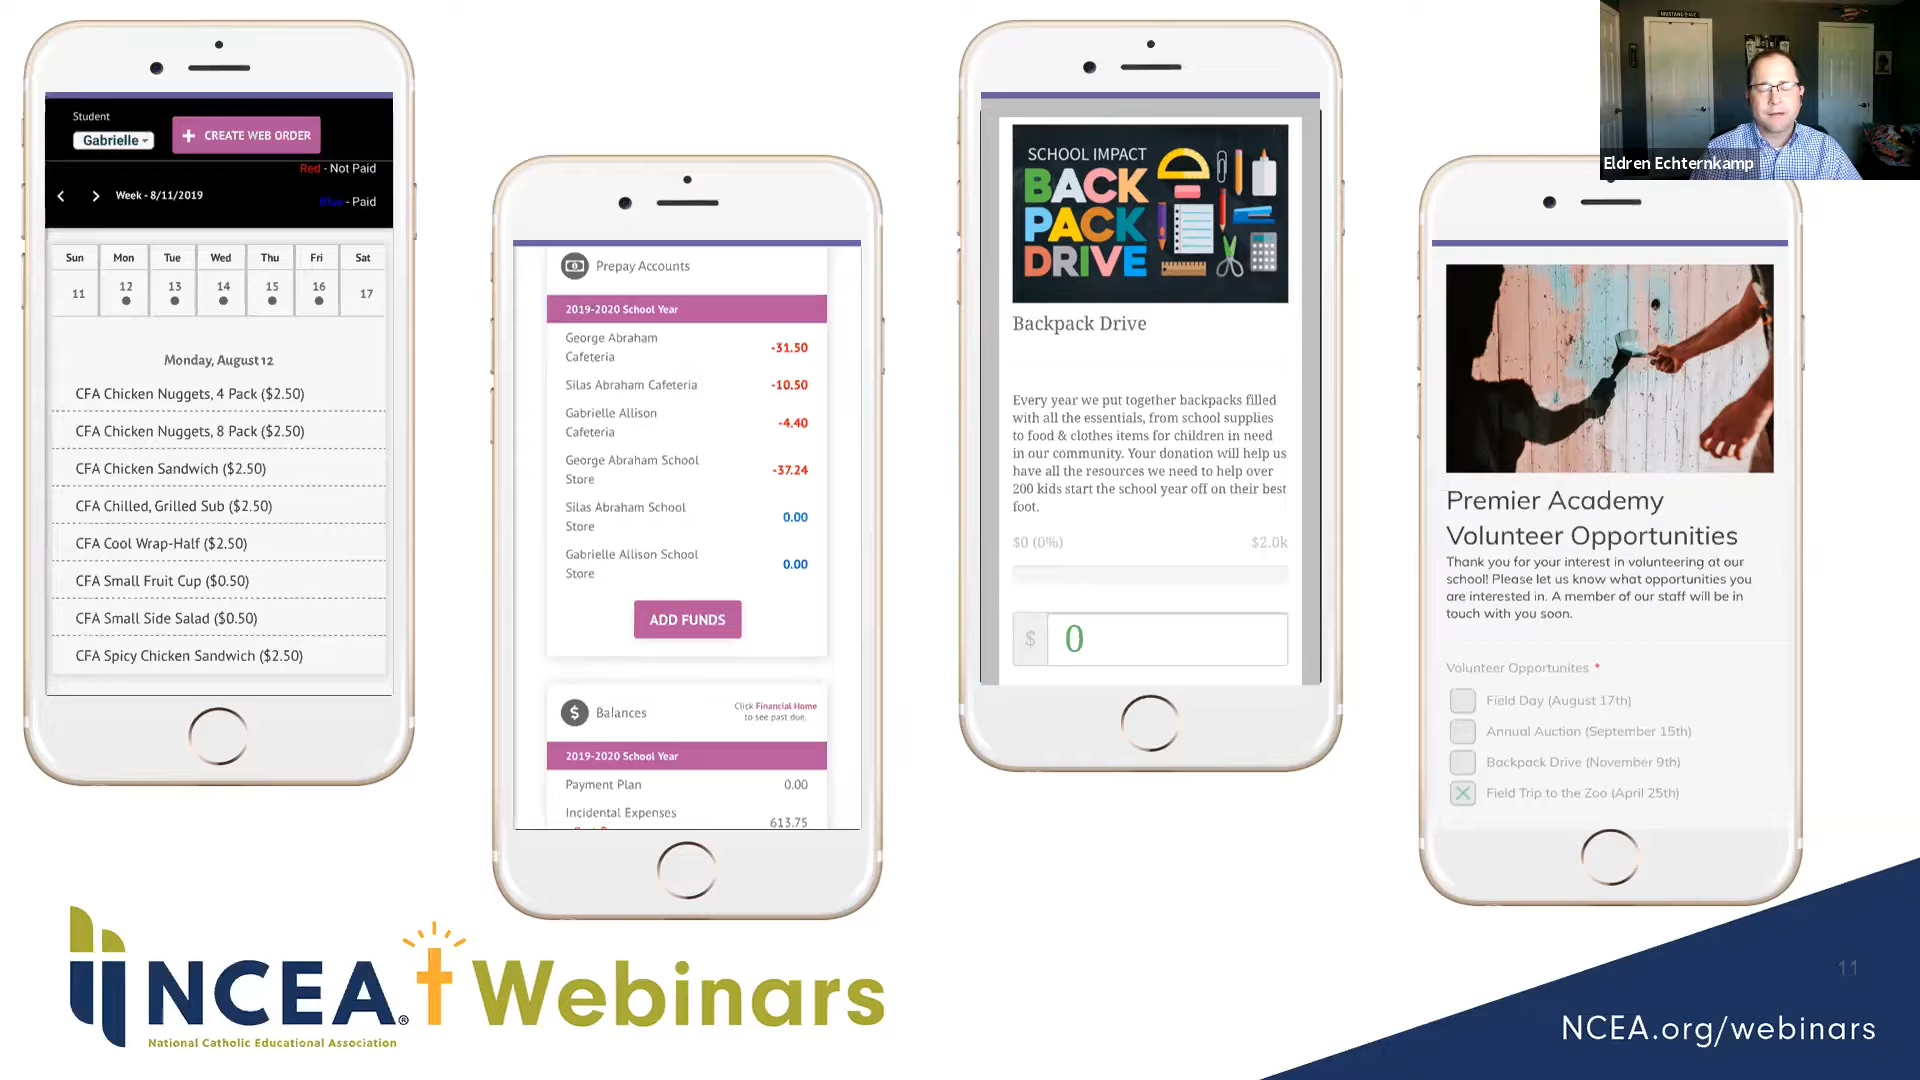 Student
Gabrielle
CREATE WEB ORDER
Red - Not Paid
Week - 8/11/2019
Blue - Paid
Sun Mon Tue Wed Thu Fri Sat
11 12 13 14 15 16 17
Monday, August 12
CFA Chicken Nuggets, 4 Pack ($2.50)
CFA Chicken Nuggets, 8 Pack ($2.50)
CFA Chicken Sandwich ($2.50)
CFA Chilled, Grilled Sub ($2.50)
CFA Cool Wrap-Half ($2.50)
CFA Small Fruit Cup ($0.50)
CFA Small Side Salad ($0.50)
CFA Spicy Chicken Sandwich ($2.50)
Prepay Accounts
2019-2020 School Year
George Abraham
Cafeteria
-31.50
Silas Abraham Cafeteria -10.50
Gabrielle Allison
Cafeteria
-4.40
George Abraham School
Store
-37.24
Silas Abraham School
Store
0.00
Gabrielle Allison School
Store
0.00
ADD FUNDS
$ Balances
Click Financial Home
to see past due.
2019-2020 School Year
Payment Plan 0.00
Incidental Expenses
613.75
SCHOOL IMPACT
BACK
PACK
DRIVE
Backpack Drive
Every year we put together backpacks filled
with all the essentials, from school supplies
to food & clothes items for children in need
in our community. Your donation will help us
have all the resources we need to help over
200 kids start the school year off on their best
foot.
$0 (0%) $2.0k
$ 0
MUSTANG AVE
Eldren Echternkamp
Premier Academy
Volunteer Opportunities
Thank you for your interest in volunteering at our
school! Please let us know what opportunities you
are interested in. A member of our staff will be in
touch with you soon.
Volunteer Opportunites *
Field Day (August 17th)
Annual Auction (September 15th)
Backpack Drive (November 9th)
Field Trip to the Zoo (April 25th)
NCEA® Webinars
National Catholic Educational Association
11
NCEA.org/webinars